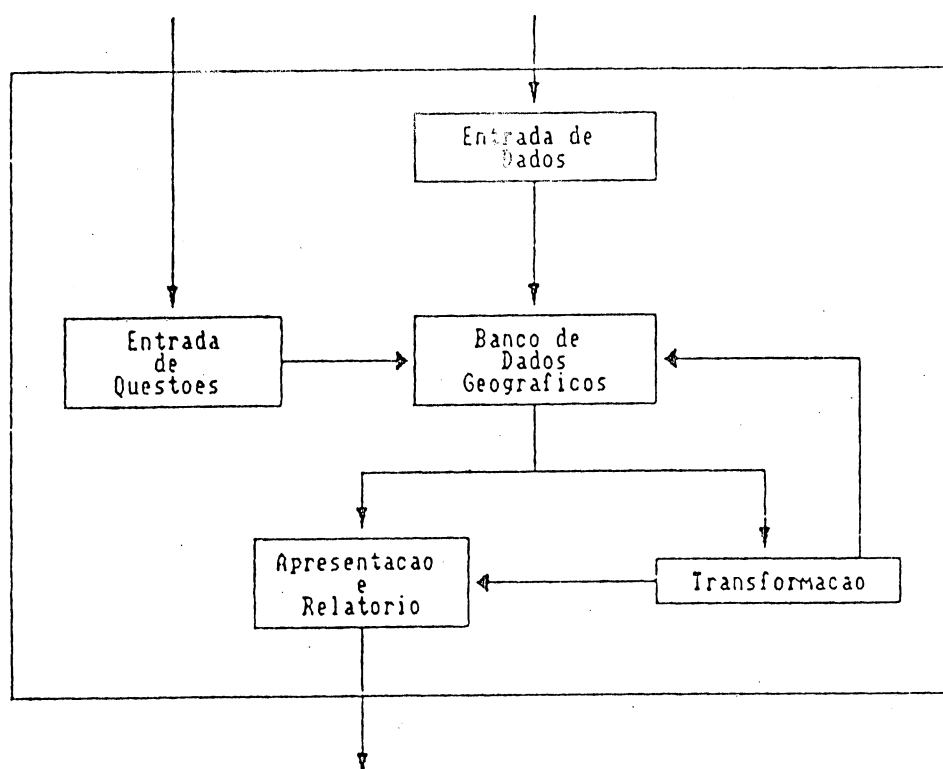 Entrada de
Dados
Entrada
de
Questoes
Banco de
Dados
Geograficos
Apresentacao
e
Relatorio
Transformacao